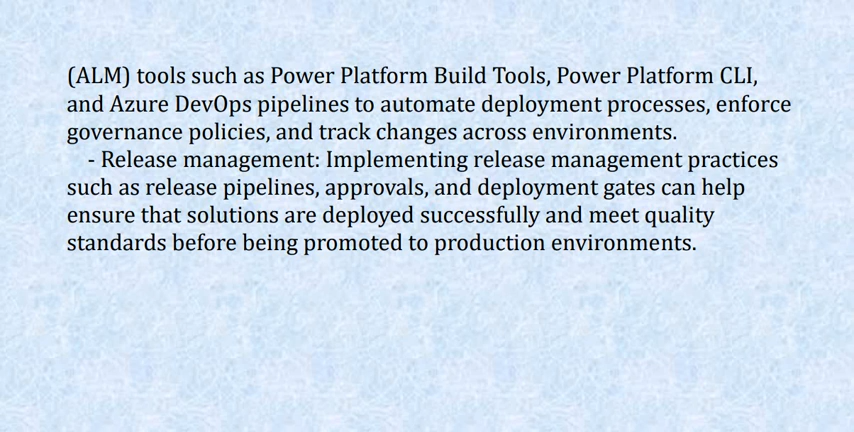 (ALM) tools such as Power Platform Build Tools, Power Platform CLI,
and Azure DevOps pipelines to automate deployment processes, enforce
governance policies, and track changes across environments.
- Release management: Implementing release management practices
such as release pipelines, approvals, and deployment gates can help
ensure that solutions are deployed successfully and meet quality
standards before being promoted to production environments.